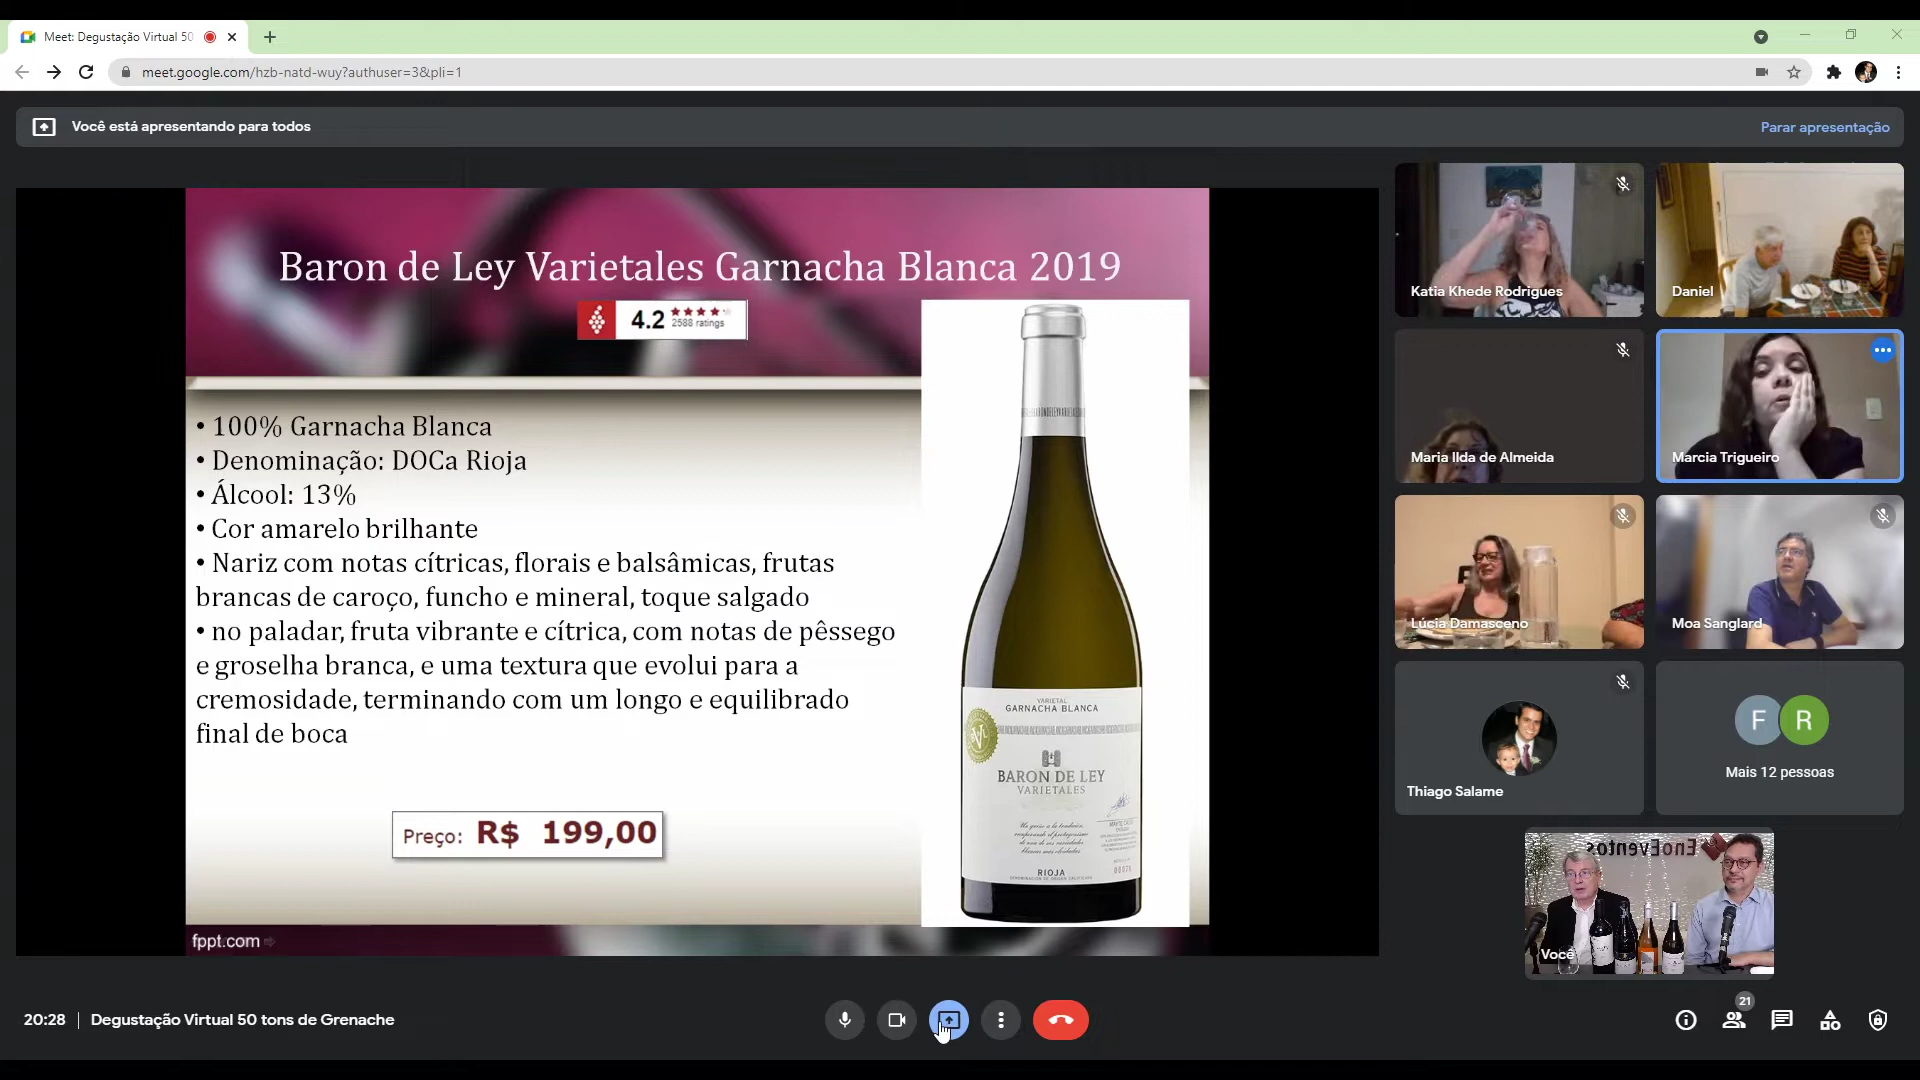 Meet: Degustação Virtual 50
meet.google.com/hzb-natd-wuy?authuser=3&pli=1
Você está apresentando para todos
Parar apresentação
Baron de Ley Varietales Garnacha Blanca 2019
4.2
2588 ratings
• 100% Garnacha Blanca
• Denominação: DOCa Rioja
• Álcool: 13%
• Cor amarelo brilhante
• Nariz com notas cítricas, florais e balsâmicas, frutas
brancas de caroço, funcho e mineral, toque salgado
• no paladar, fruta vibrante e cítrica, com notas de pêssego
e groselha branca, e uma textura que evolui para a
cremosidade, terminando com um longo e equilibrado
final de boca
Preço: R$ 199,00
VARIETAL
GARNACHA BLANCA
BARON DE LEY
VARIETALES
RIOJA
fppt.com
Katia Khede Rodrigues
Daniel
Maria Ilda de Almeida
Marcia Trigueiro
Lúcia Damasceno
Moa Sanglard
Thiago Salame
F R
Mais 12 pessoas
EnoEventos
Você
20:28 | Degustação Virtual 50 tons de Grenache
21